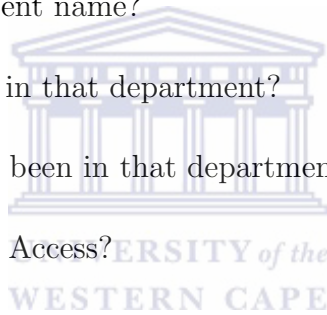 ent name?
in that department?
been in that departmen
Access?
UNIVERSITY of the
WESTERN CAPE